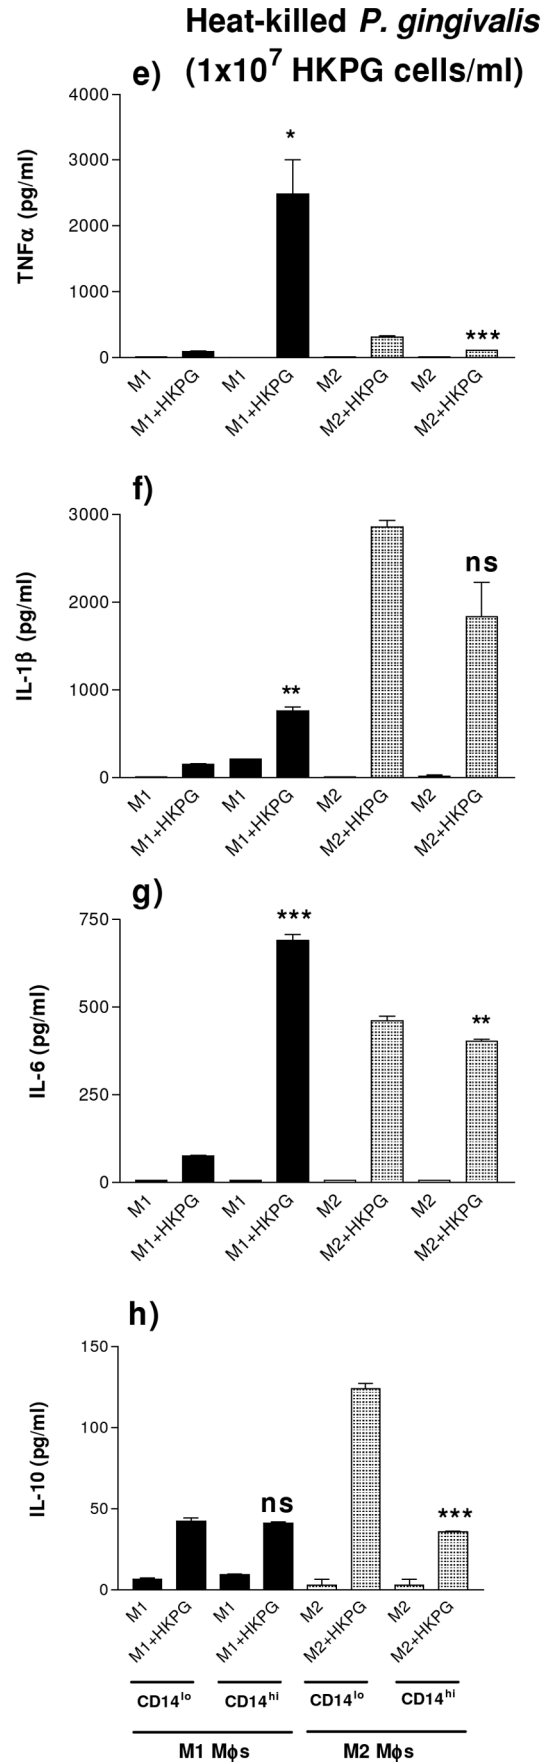 Heat-killed P. gingivalis
e) (1x10⁷ HKPG cells/ml)
TNFα (pg/ml)
4000
3000
2000
1000
0
*
***
M1 M1+HKPG M1 M1+HKPG M2 M2+HKPG M2 M2+HKPG
f)
IL-1β (pg/ml)
3000
2000
1000
0
**
ns
M1 M1+HKPG M1 M1+HKPG M2 M2+HKPG M2 M2+HKPG
g)
IL-6 (pg/ml)
750
500
250
0
***
**
M1 M1+HKPG M1 M1+HKPG M2 M2+HKPG M2 M2+HKPG
h)
IL-10 (pg/ml)
150
100
50
0
ns
***
M1 M1+HKPG M1 M1+HKPG M2 M2+HKPG M2 M2+HKPG
CD14ˡᵒ CD14ʰⁱ CD14ˡᵒ CD14ʰⁱ
M1 Mϕs M2 Mϕs